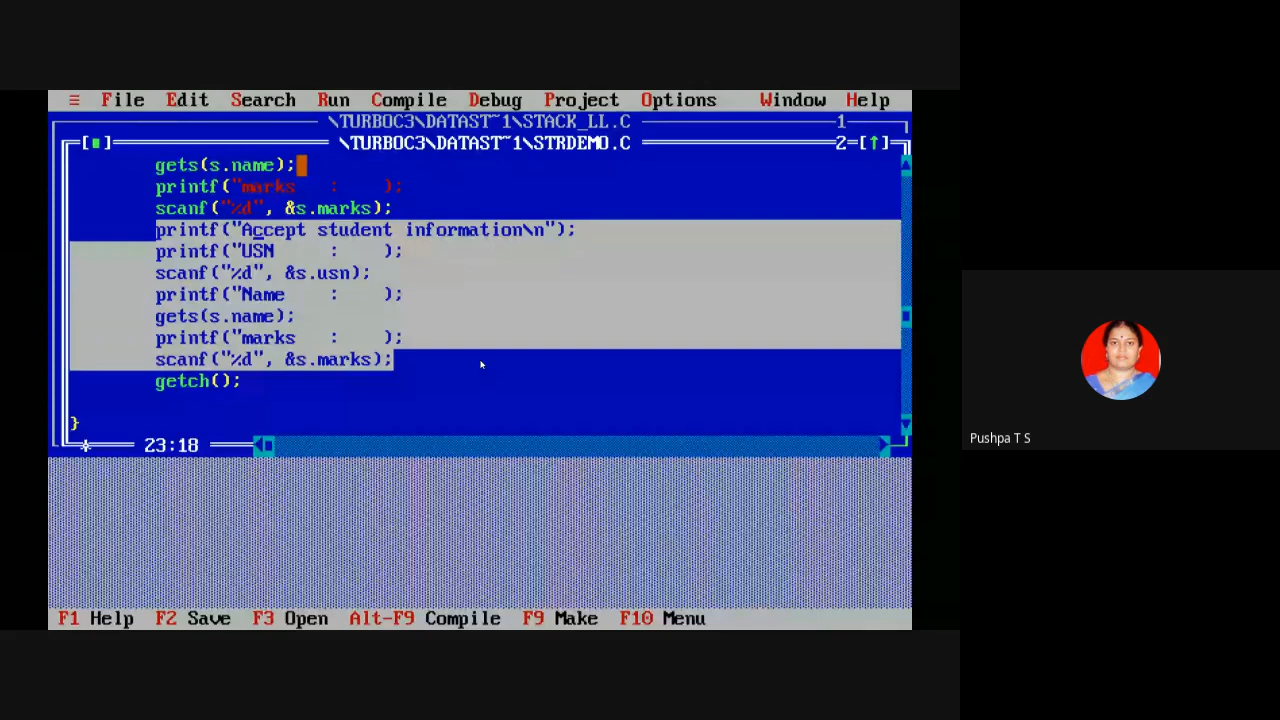 ≡ File Edit Search Run Compile Debug Project Options Window Help
\TURBOC3\DATAST~1\STACK_LL.C 1
[■] \TURBOC3\DATAST~1\STRDEMO.C 2=[↑]
gets(s.name);
printf("marks : );
scanf("%d", &s.marks);
printf("Accept student information\n");
printf("USN : );
scanf("%d", &s.usn);
printf("Name : );
gets(s.name);
printf("marks : );
scanf("%d", &s.marks);
getch();
}
23:18
F1 Help F2 Save F3 Open Alt-F9 Compile F9 Make F10 Menu
Pushpa T S